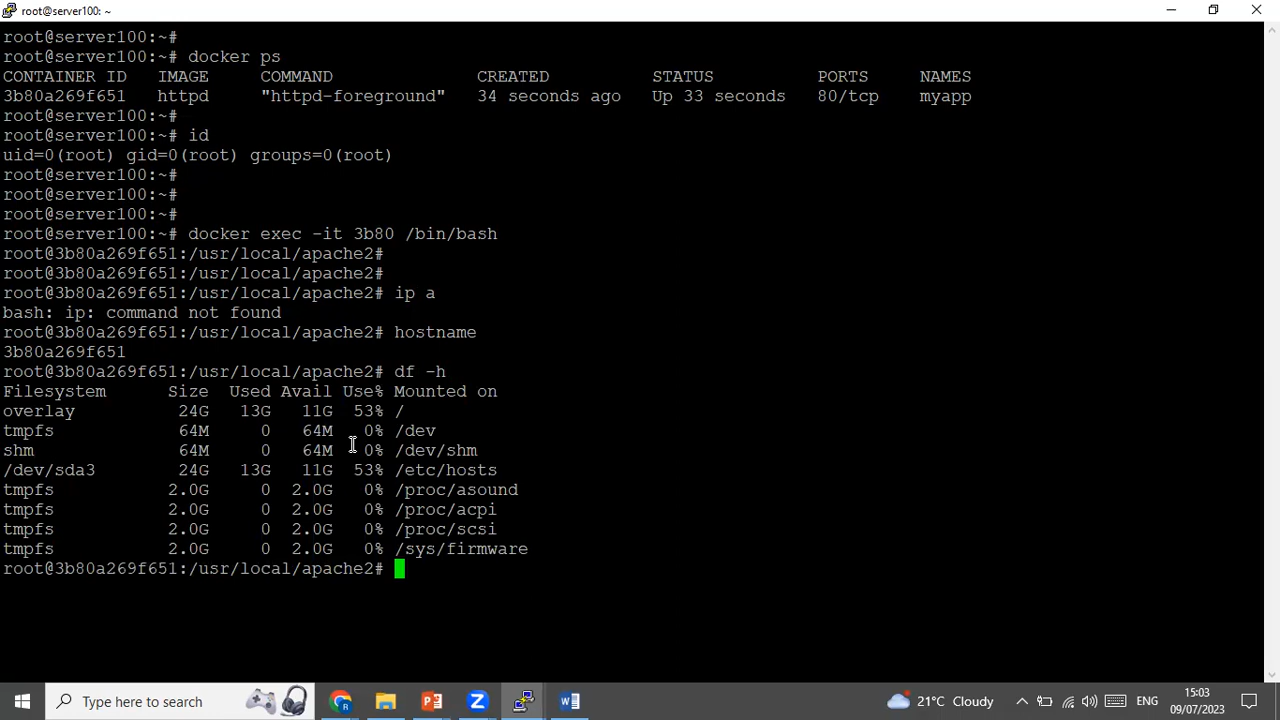 root@server100: ~
root@server100:~#
root@server100:~# docker ps
CONTAINER ID   IMAGE     COMMAND              CREATED          STATUS          PORTS     NAMES
3b80a269f651   httpd     "httpd-foreground"   34 seconds ago   Up 33 seconds   80/tcp    myapp
root@server100:~#
root@server100:~# id
uid=0(root) gid=0(root) groups=0(root)
root@server100:~#
root@server100:~#
root@server100:~#
root@server100:~# docker exec -it 3b80 /bin/bash
root@3b80a269f651:/usr/local/apache2#
root@3b80a269f651:/usr/local/apache2#
root@3b80a269f651:/usr/local/apache2# ip a
bash: ip: command not found
root@3b80a269f651:/usr/local/apache2# hostname
3b80a269f651
root@3b80a269f651:/usr/local/apache2# df -h
Filesystem      Size  Used Avail Use% Mounted on
overlay          24G   13G   11G  53% /
tmpfs            64M     0   64M   0% /dev
shm              64M     0   64M   0% /dev/shm
/dev/sda3        24G   13G   11G  53% /etc/hosts
tmpfs           2.0G     0  2.0G   0% /proc/asound
tmpfs           2.0G     0  2.0G   0% /proc/acpi
tmpfs           2.0G     0  2.0G   0% /proc/scsi
tmpfs           2.0G     0  2.0G   0% /sys/firmware
root@3b80a269f651:/usr/local/apache2#
Type here to search
21°C Cloudy
ENG
15:03
09/07/2023